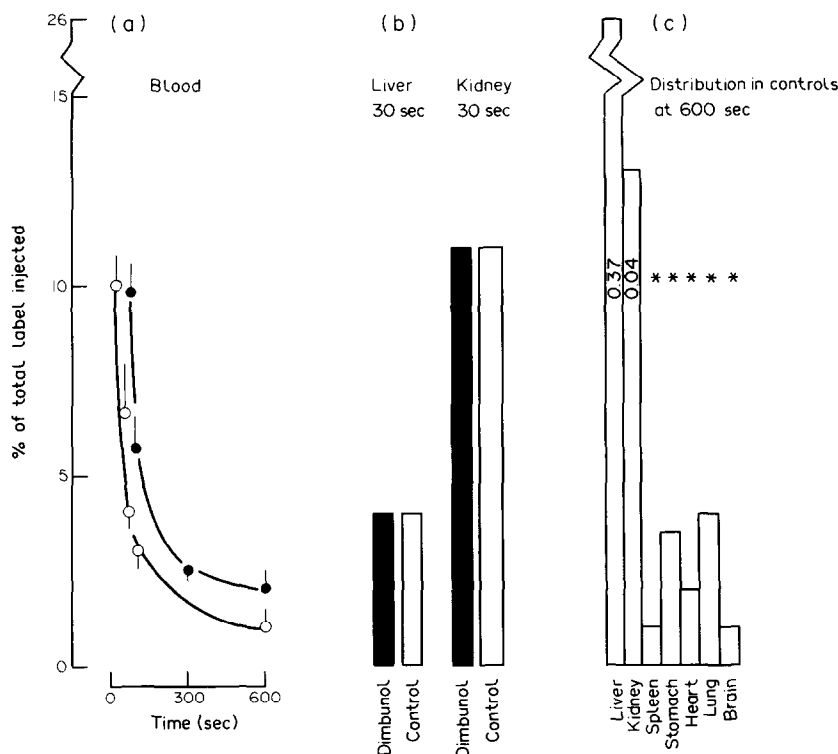 26
(a)
(b)
(c)
Blood
Liver
30 sec
Kidney
30 sec
Distribution in controls
at 600 sec
15
10
5
0
% of total label injected
0.37
0.04
* * * * *
0
300
600
Time (sec)
Dimbunol
Control
Dimbunol
Control
Liver
Kidney
Spleen
Stomach
Heart
Lung
Brain